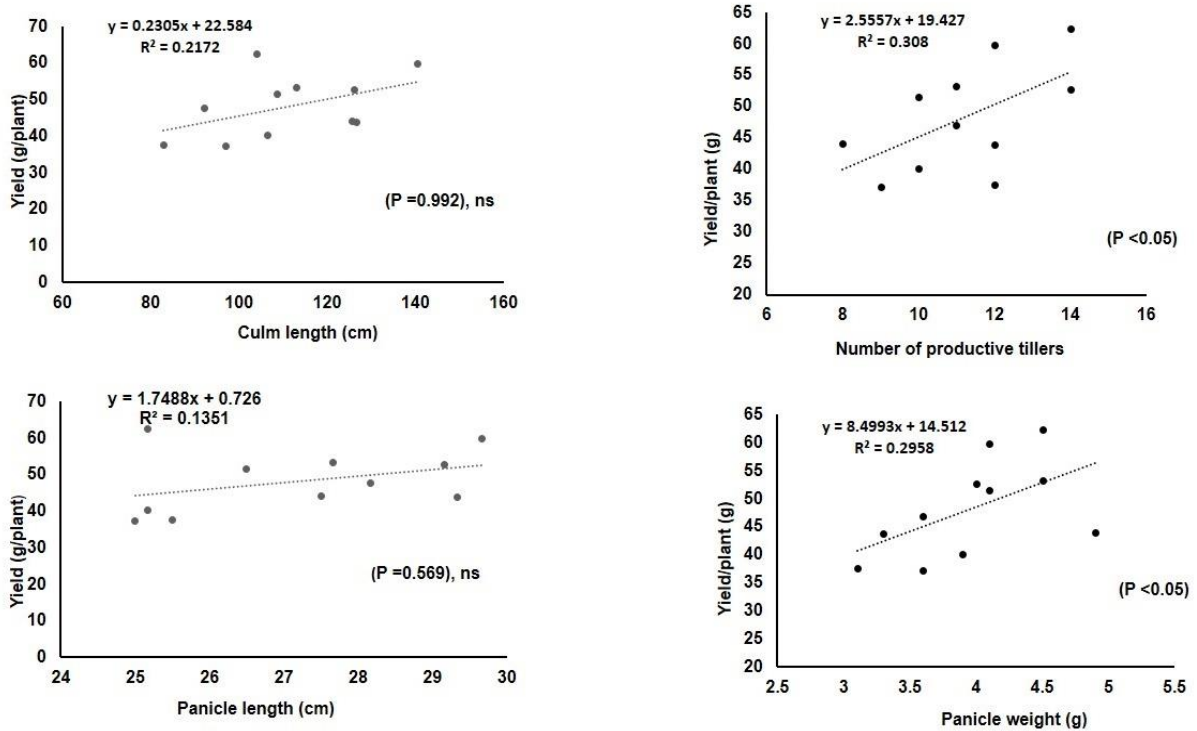 y = 0.2305x + 22.584
R² = 0.2172
Yield (g/plant)
70
60
50
40
30
20
10
0
(P =0.992), ns
60 80 100 120 140 160
Culm length (cm)
y = 2.5557x + 19.427
R² = 0.308
Yield/plant (g)
65
60
55
50
45
40
35
30
25
20
(P <0.05)
6 8 10 12 14 16
Number of productive tillers
y = 1.7488x + 0.726
R² = 0.1351
Yield (g/plant)
70
60
50
40
30
20
10
0
(P =0.569), ns
24 25 26 27 28 29 30
Panicle length (cm)
y = 8.4993x + 14.512
R² = 0.2958
Yield/plant (g)
65
60
55
50
45
40
35
30
25
20
(P <0.05)
2.5 3 3.5 4 4.5 5 5.5
Panicle weight (g)